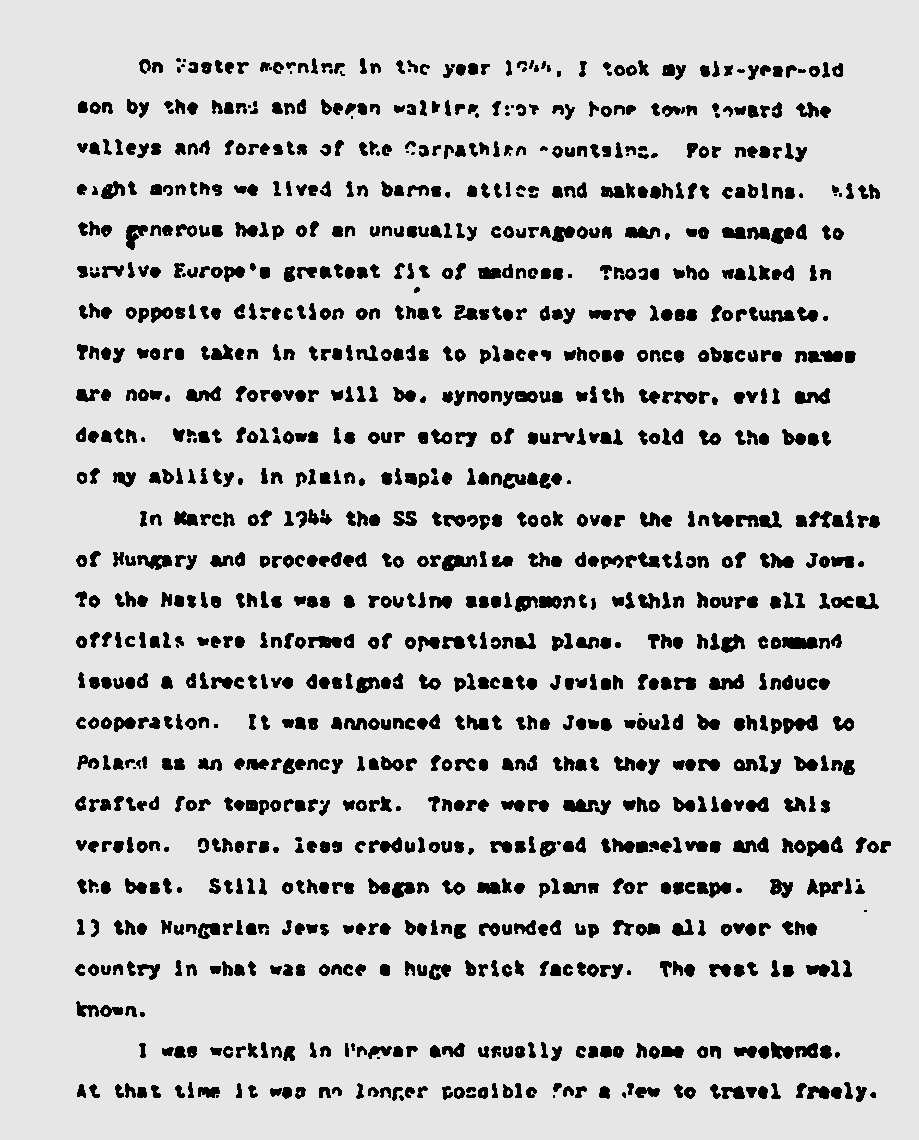 On Easter morning in the year 1944, I took my six-year-old
son by the hand and began walking from my home town toward the
valleys and forests of the Carpathian mountains. For nearly
eight months we lived in barns, attics and makeshift cabins. With
the generous help of an unusually courageous man, we managed to
survive Europe's greatest fit of madness. Those who walked in
the opposite direction on that Easter day were less fortunate.
They were taken in trainloads to places whose once obscure names
are now, and forever will be, synonymous with terror, evil and
death. What follows is our story of survival told to the best
of my ability, in plain, simple language.
In March of 1944 the SS troops took over the internal affairs
of Hungary and proceeded to organize the deportation of the Jews.
To the Nazis this was a routine assignment; within hours all local
officials were informed of operational plans. The high command
issued a directive designed to placate Jewish fears and induce
cooperation. It was announced that the Jews would be shipped to
Poland as an emergency labor force and that they were only being
drafted for temporary work. There were many who believed this
version. Others, less credulous, resigned themselves and hoped for
the best. Still others began to make plans for escape. By April
13 the Hungarian Jews were being rounded up from all over the
country in what was once a huge brick factory. The rest is well
known.
I was working in Ungvar and usually came home on weekends.
At that time it was no longer possible for a Jew to travel freely.